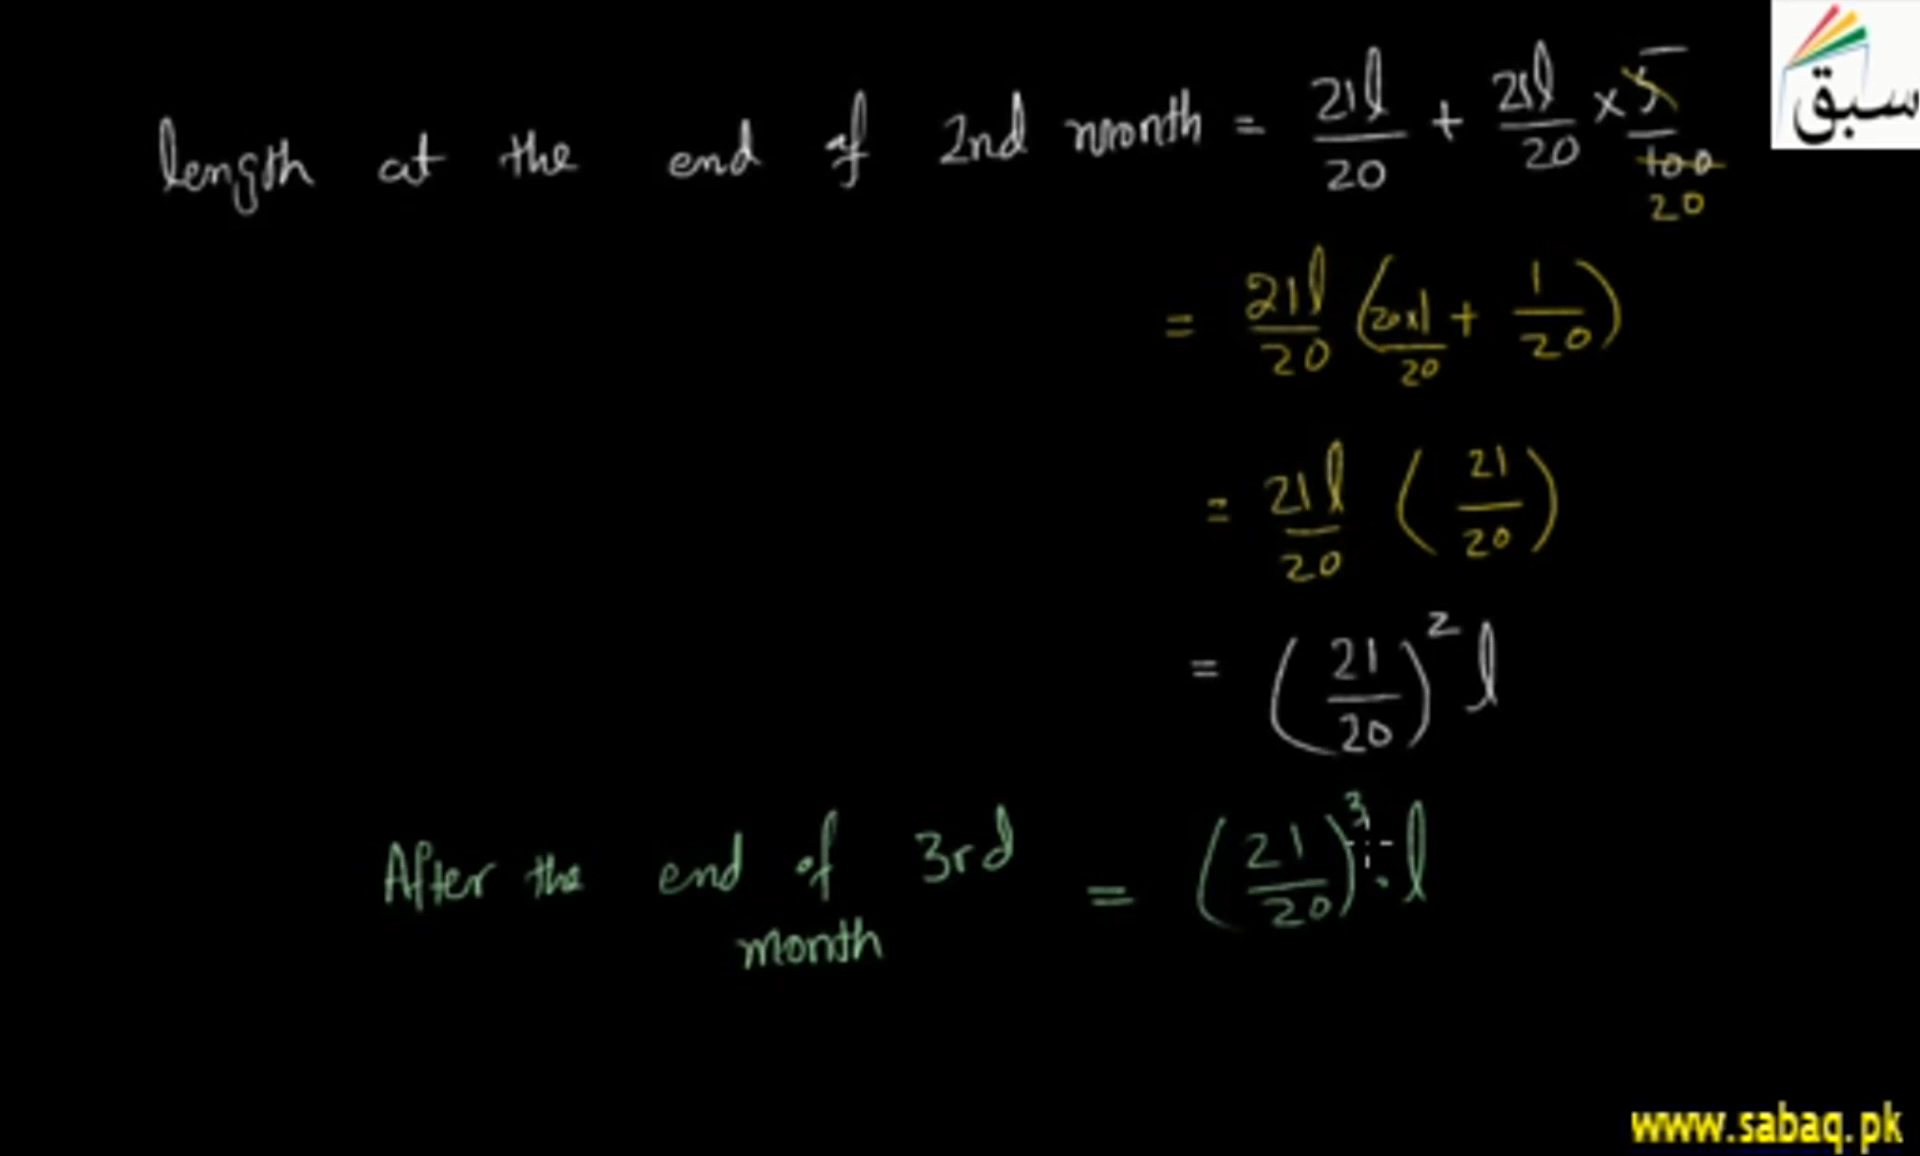 سبق
length at the end of 2nd month = 21l/20 + 21l/20 × 5/100 20
= 21l/20 (20×1/20 + 1/20)
= 21l/20 (21/20)
= (21/20)² l
After the end of 3rd month = (21/20)³ · l
www.sabaq.pk